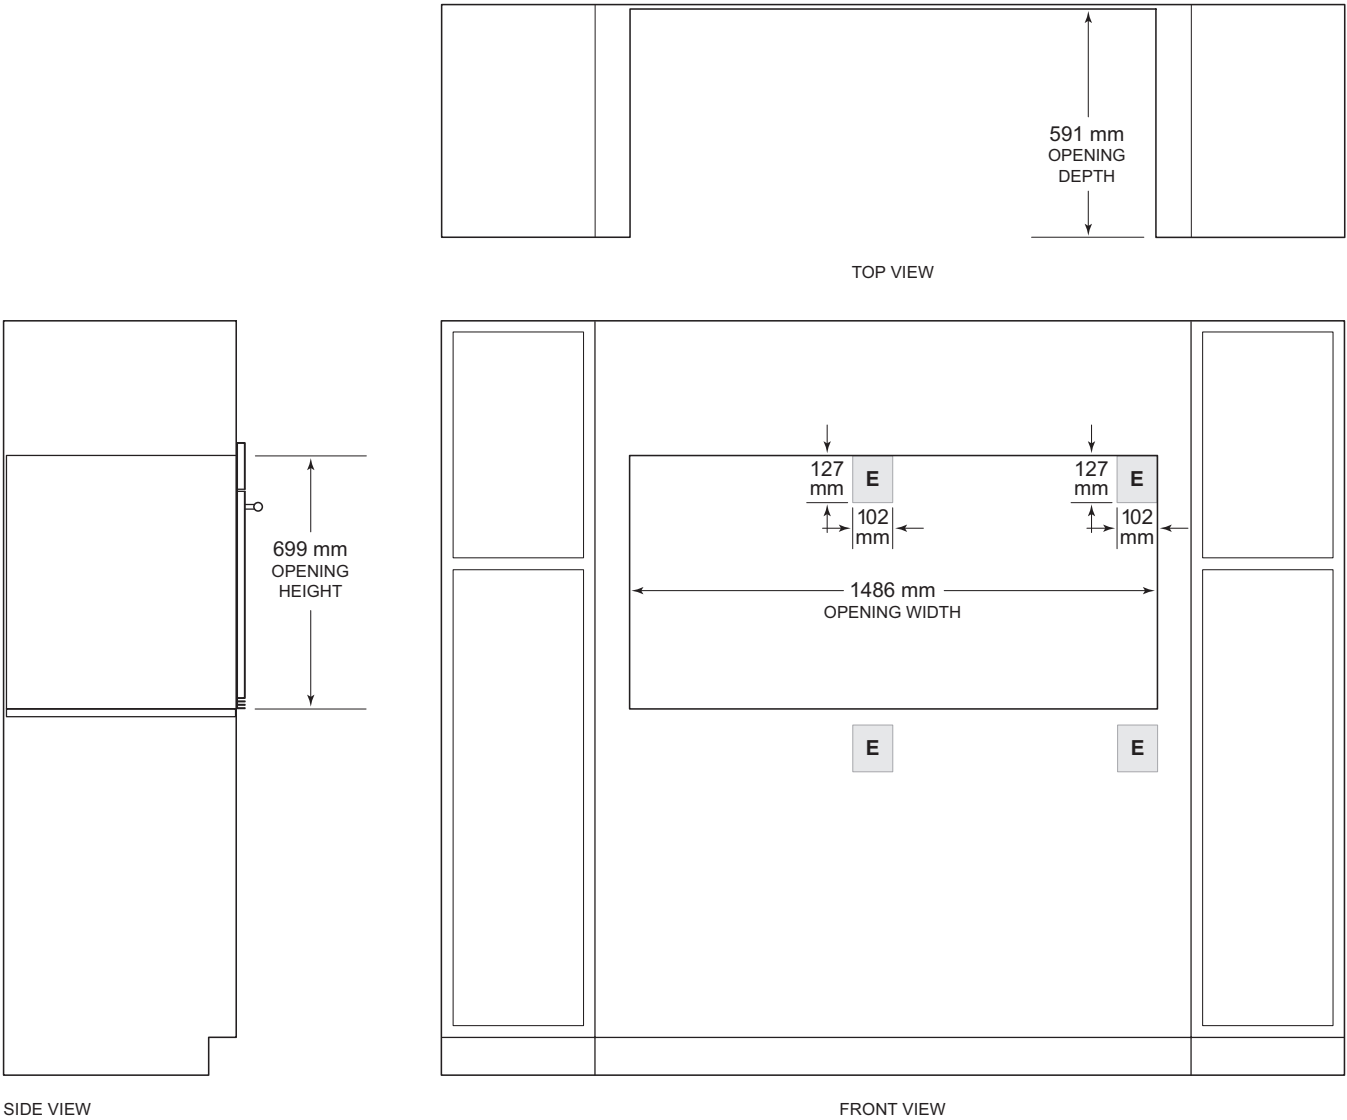 591 mm
OPENING
DEPTH
TOP VIEW
127
mm
E
127
mm
E
102
mm
102
mm
699 mm
OPENING
HEIGHT
1486 mm
OPENING WIDTH
E
E
SIDE VIEW
FRONT VIEW